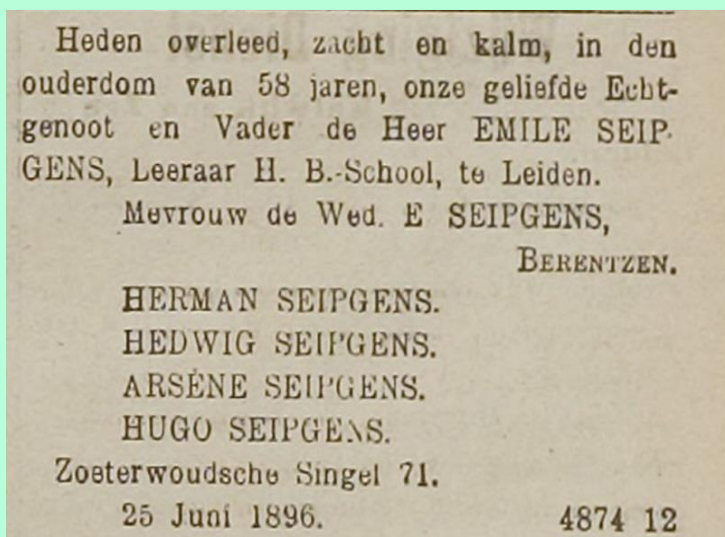 Heden overleed, zacht en kalm, in den
ouderdom van 58 jaren, onze geliefde Echt-
genoot en Vader de Heer EMILE SEIP-
GENS, Leeraar H. B.-School, te Leiden.
Mevrouw de Wed. E SEIPGENS,
BERENTZEN.
HERMAN SEIPGENS.
HEDWIG SEIPGENS.
ARSÉNE SEIPGENS.
HUGO SEIPGENS.
Zoeterwoudsche Singel 71.
25 Juni 1896. 4874 12